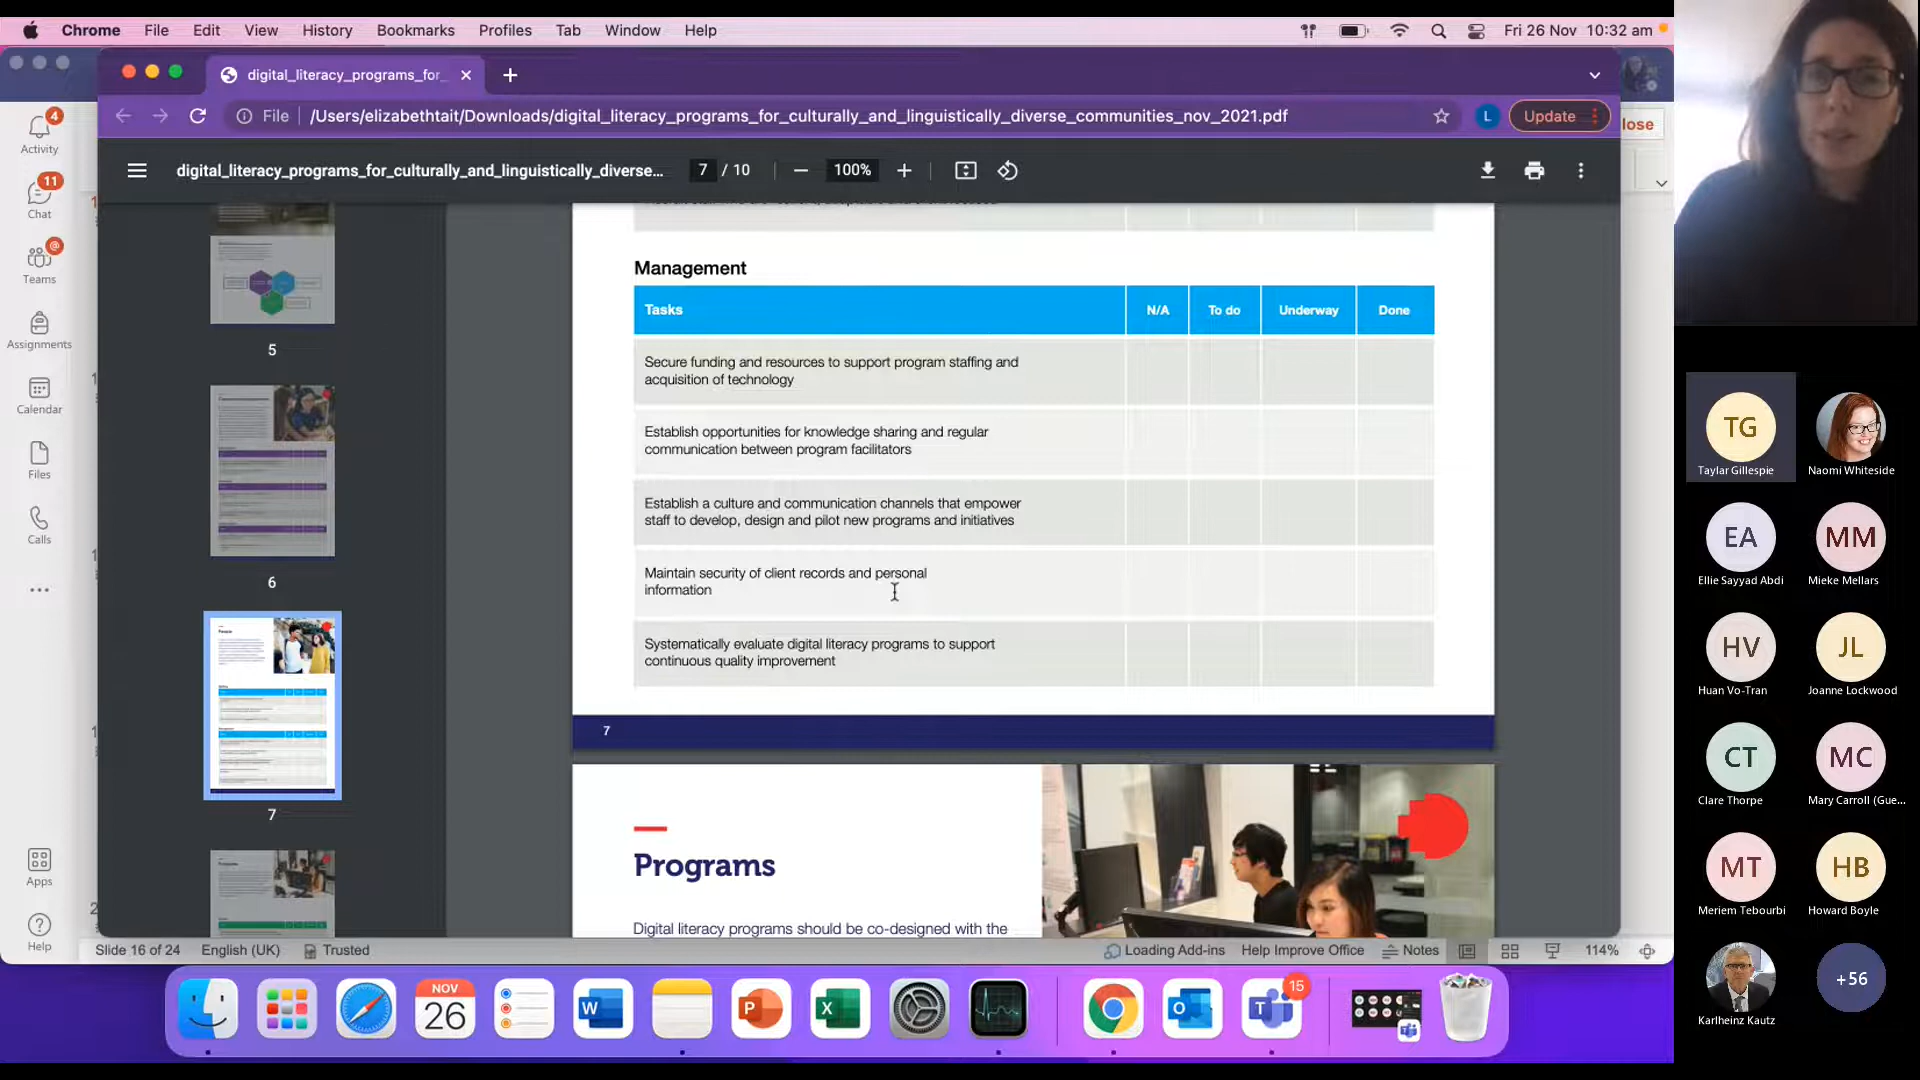 Chrome File Edit View History Bookmarks Profiles Tab Window Help
Fri 26 Nov 10:32 am
digital_literacy_programs_for_
File /Users/elizabethtait/Downloads/digital_literacy_programs_for_culturally_and_linguistically_diverse_communities_nov_2021.pdf
L
Update
lose
digital_literacy_programs_for_culturally_and_linguistically_diverse...
7 / 10
100%
4
Activity
11
Chat
@
Teams
Assignments
Calendar
Files
Calls
Apps
Help
5
6
7
Management
Tasks N/A To do Underway Done
Secure funding and resources to support program staffing and
acquisition of technology
Establish opportunities for knowledge sharing and regular
communication between program facilitators
Establish a culture and communication channels that empower
staff to develop, design and pilot new programs and initiatives
Maintain security of client records and personal
information
Systematically evaluate digital literacy programs to support
continuous quality improvement
7
Programs
Digital literacy programs should be co-designed with the
Slide 16 of 24 English (UK) Trusted
Loading Add-ins Help Improve Office Notes 114%
NOV
26
W
P
X
O
T
15
TG
Taylar Gillespie
Naomi Whiteside
EA
Ellie Sayyad Abdi
MM
Mieke Mellars
HV
Huan Vo-Tran
JL
Joanne Lockwood
CT
Clare Thorpe
MC
Mary Carroll (Gue...
MT
Meriem Tebourbi
HB
Howard Boyle
Karlheinz Kautz
+56